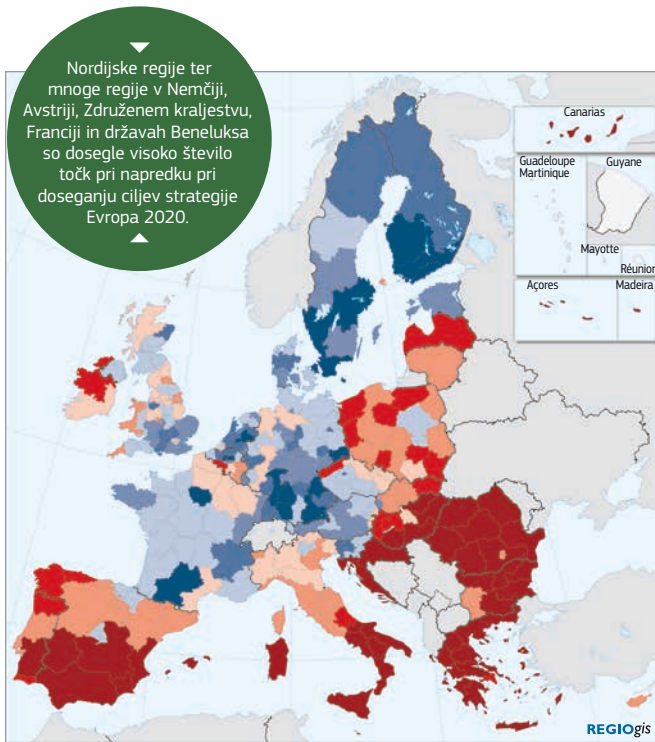 Nordijske regije ter
mnoge regije v Nemčiji,
Avstriji, Združenem kraljestvu,
Franciji in državah Beneluksa
so dosegle visoko število
točk pri napredku pri
doseganju ciljev strategije
Evropa 2020.
Canarias
Guadeloupe
Martinique
Guyane
Mayotte
Réunion
Açores
Madeira
REGIOgis